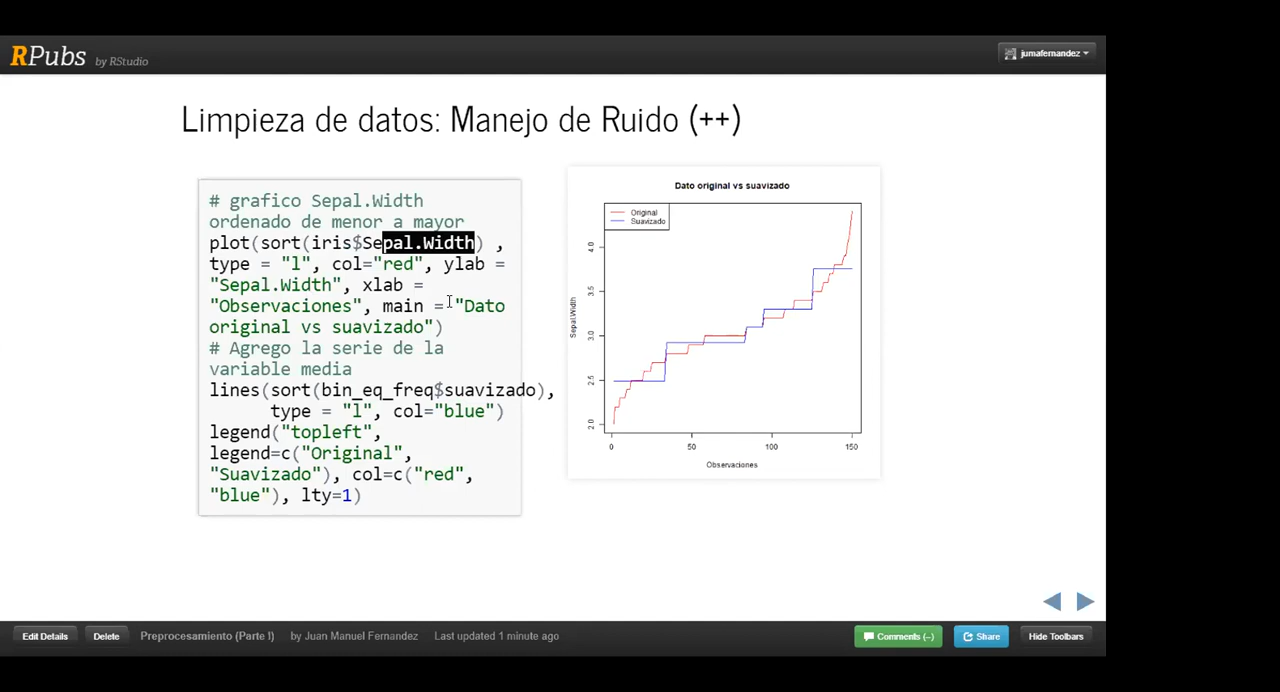 RPubs by RStudio
jumafernandez
Limpieza de datos: Manejo de Ruido (++)
# grafico Sepal.Width
ordenado de menor a mayor
plot(sort(iris$Sepal.Width) ,
type = "l", col="red", ylab =
"Sepal.Width", xlab =
"Observaciones", main = "Dato
original vs suavizado")
# Agrego la serie de la
variable media
lines(sort(bin_eq_freq$suavizado),
type = "l", col="blue")
legend("topleft",
legend=c("Original",
"Suavizado"), col=c("red",
"blue"), lty=1)
Dato original vs suavizado
Original
Suavizado
4.0
3.5
3.0
2.5
2.0
Sepal.Width
0 50 100 150
Observaciones
Edit Details Delete Preprocesamiento (Parte I) by Juan Manuel Fernandez Last updated 1 minute ago Comments (–) Share Hide Toolbars